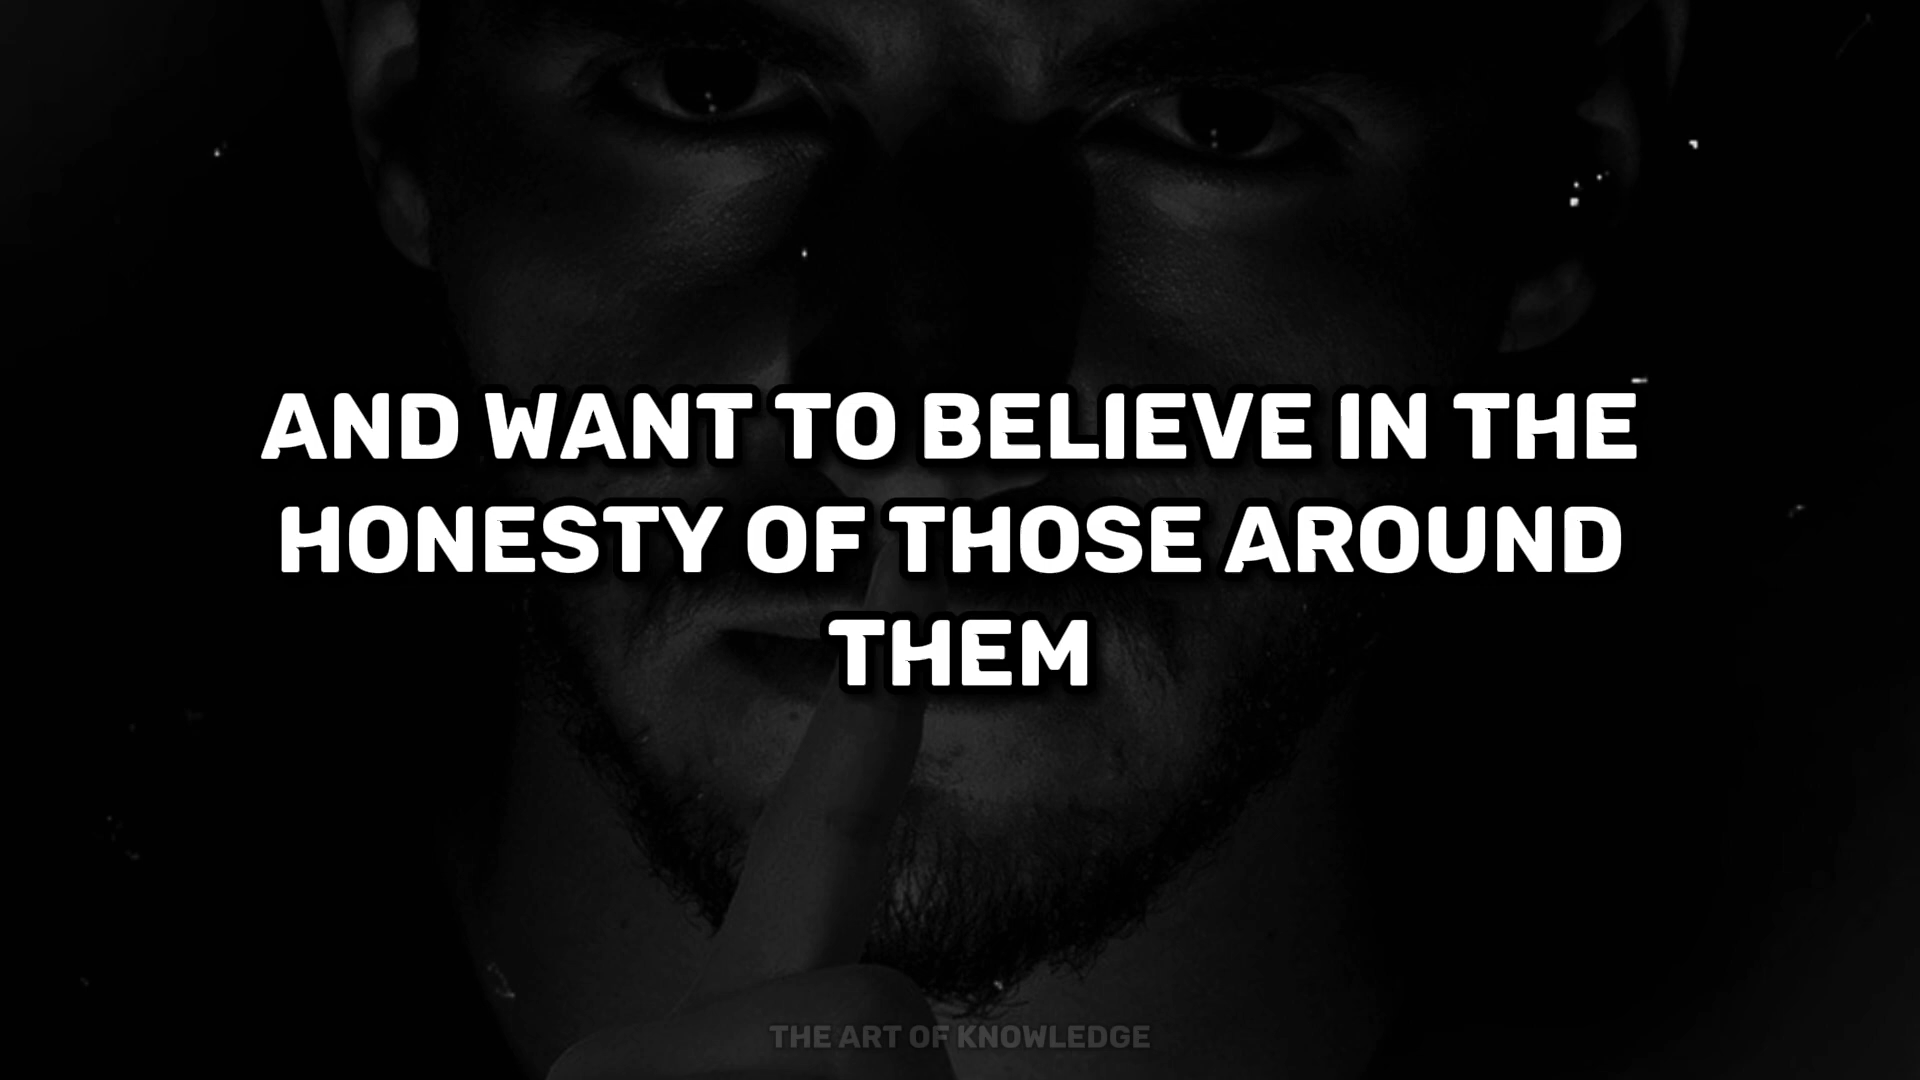 AND WANT TO BELIEVE IN THE
HONESTY OF THOSE AROUND
THEM
THE ART OF KNOWLEDGE